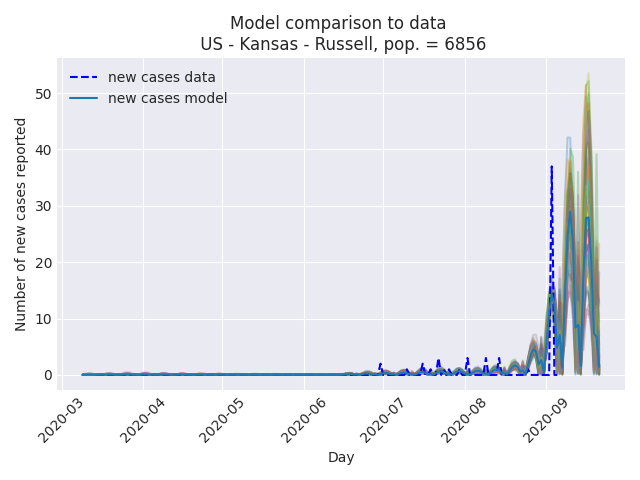 Model comparison to data
US - Kansas - Russell, pop. = 6856
new cases data
new cases model
Number of new cases reported
50
40
30
20
10
0
2020-03
2020-04
2020-05
2020-06
2020-07
2020-08
2020-09
Day